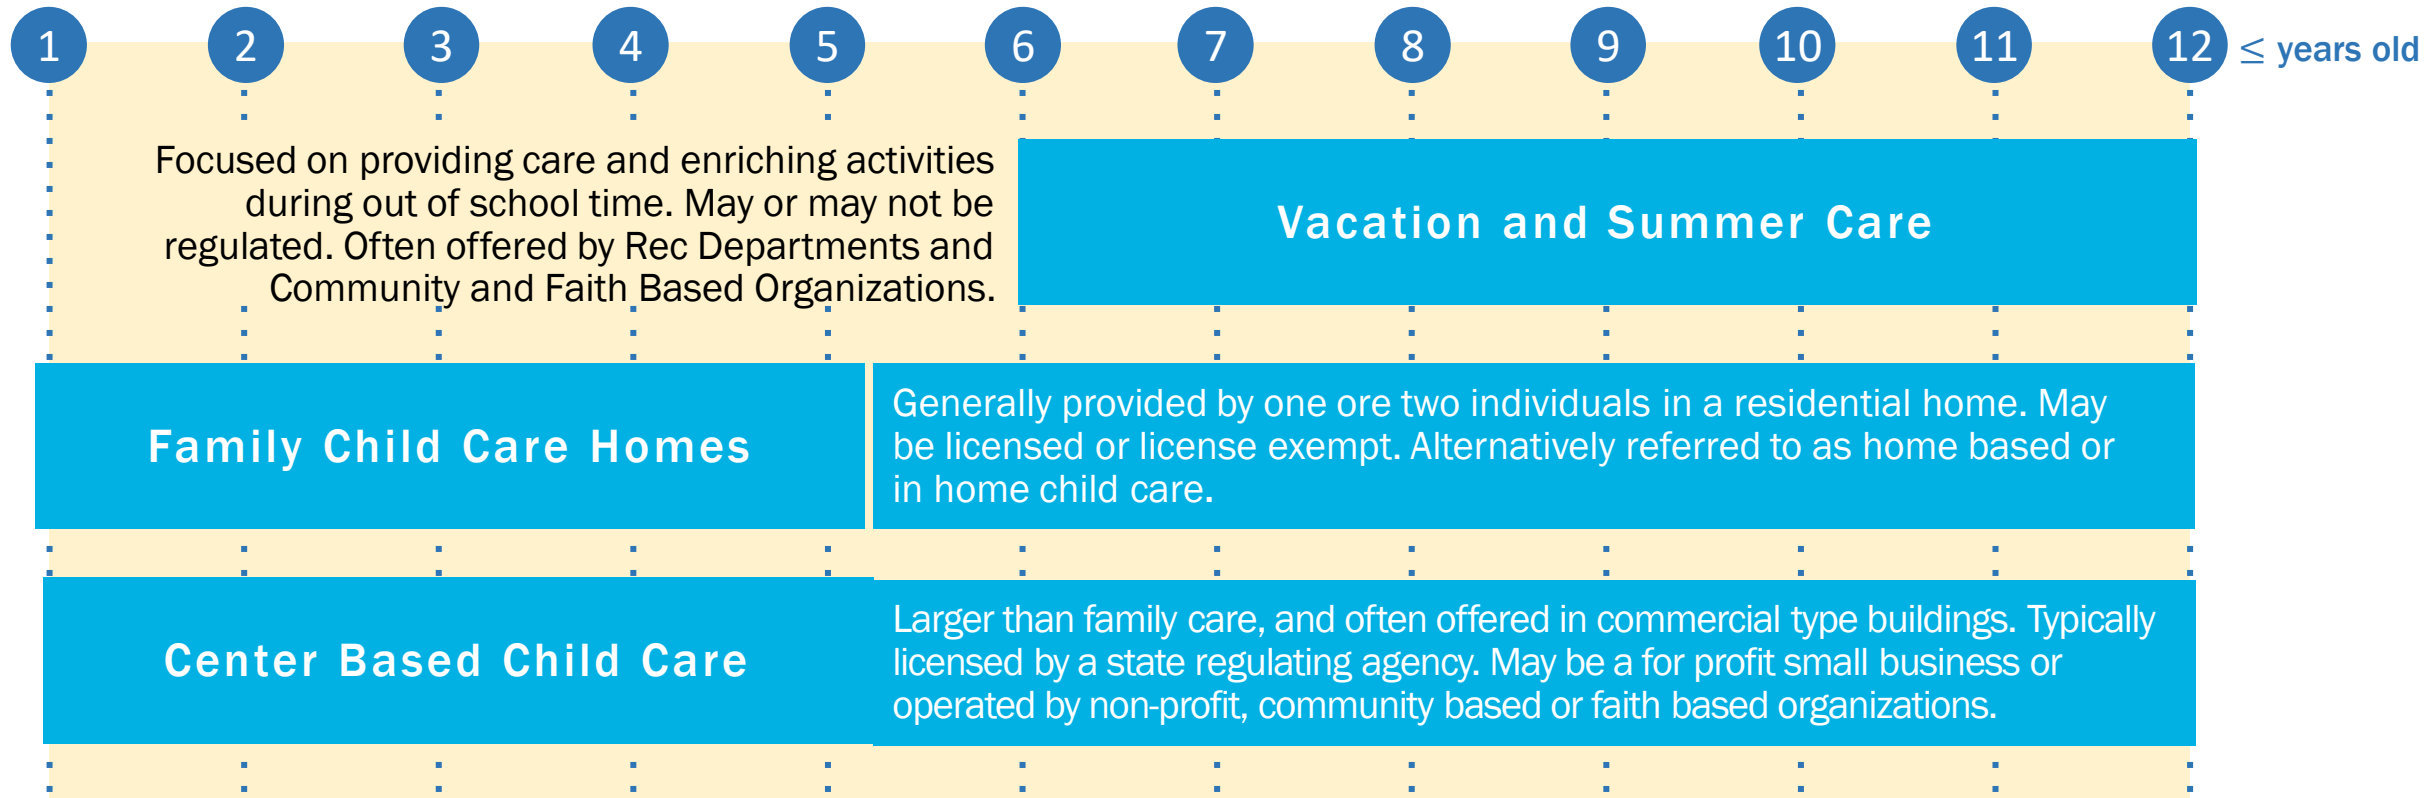 1 2 3 4 5 6 7 8 9 10 11 12 ≤ years old
Focused on providing care and enriching activities
during out of school time. May or may not be
regulated. Often offered by Rec Departments and
Community and Faith Based Organizations.
Vacation and Summer Care
Family Child Care Homes
Generally provided by one ore two individuals in a residential home. May
be licensed or license exempt. Alternatively referred to as home based or
in home child care.
Center Based Child Care
Larger than family care, and often offered in commercial type buildings. Typically
licensed by a state regulating agency. May be a for profit small business or
operated by non-profit, community based or faith based organizations.